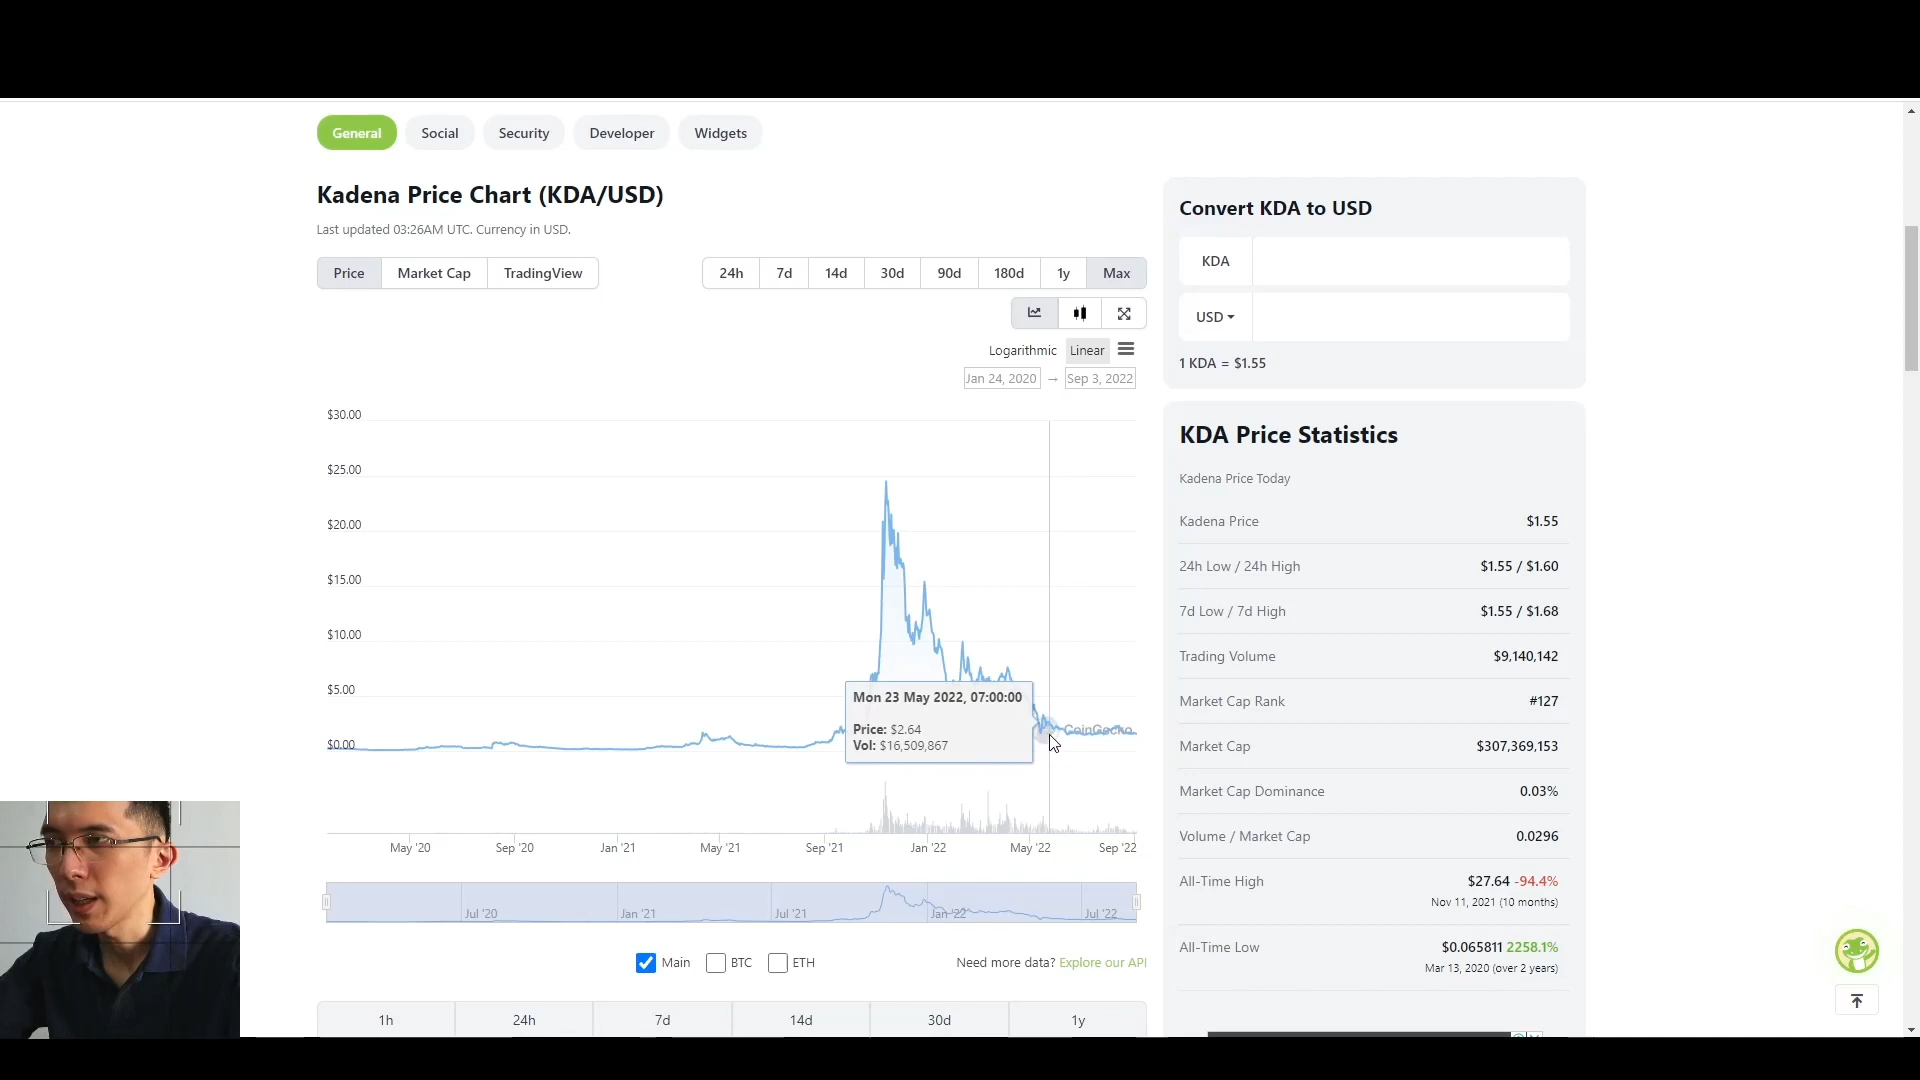 General
Social
Security
Developer
Widgets
Kadena Price Chart (KDA/USD)
Last updated 03:26AM UTC. Currency in USD.
Price
Market Cap
TradingView
24h
7d
14d
30d
90d
180d
1y
Max
Logarithmic
Linear
Jan 24, 2020 → Sep 3, 2022
$30.00
$25.00
$20.00
$15.00
$10.00
$5.00
$0.00
Mon 23 May 2022, 07:00:00
Price: $2.64
Vol: $16,509,867
CoinGecko
May '20
Sep '20
Jan '21
May '21
Sep '21
Jan '22
May '22
Sep '22
Jul '20
Jan '21
Jul '21
Jan '22
Jul '22
Main
BTC
ETH
Need more data? Explore our API
1h
24h
7d
14d
30d
1y
Convert KDA to USD
KDA
USD
1 KDA = $1.55
KDA Price Statistics
Kadena Price Today
Kadena Price $1.55
24h Low / 24h High $1.55 / $1.60
7d Low / 7d High $1.55 / $1.68
Trading Volume $9,140,142
Market Cap Rank #127
Market Cap $307,369,153
Market Cap Dominance 0.03%
Volume / Market Cap 0.0296
All-Time High $27.64 -94.4%
Nov 11, 2021 (10 months)
All-Time Low $0.065811 2258.1%
Mar 13, 2020 (over 2 years)